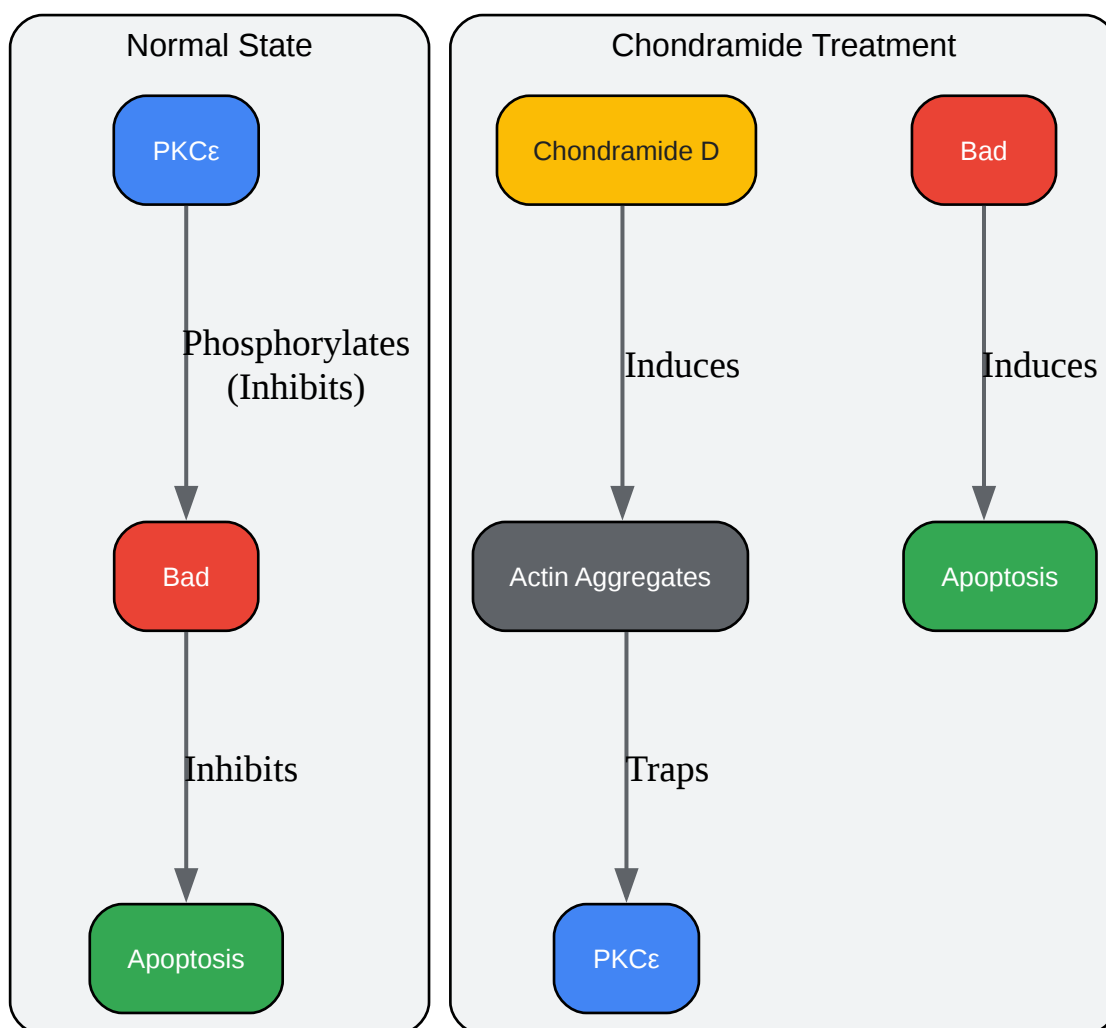 Normal State
PKCε
Phosphorylates
(Inhibits)
Bad
Inhibits
Apoptosis
Chondramide Treatment
Chondramide D
Bad
Induces
Induces
Actin Aggregates
Apoptosis
Traps
PKCε